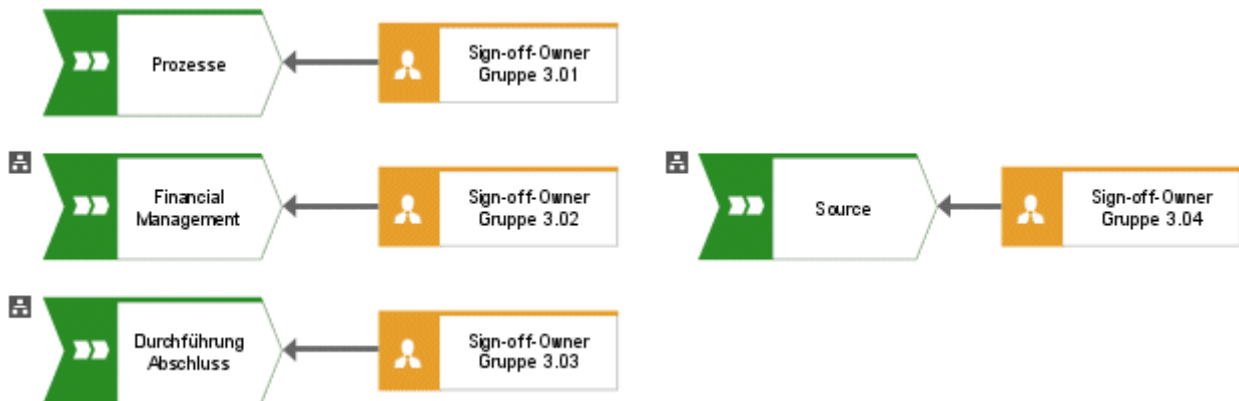 Prozesse
Sign-off-Owner
Gruppe 3.01
Financial
Management
Sign-off-Owner
Gruppe 3.02
Source
Sign-off-Owner
Gruppe 3.04
Durchführung
Abschluss
Sign-off-Owner
Gruppe 3.03